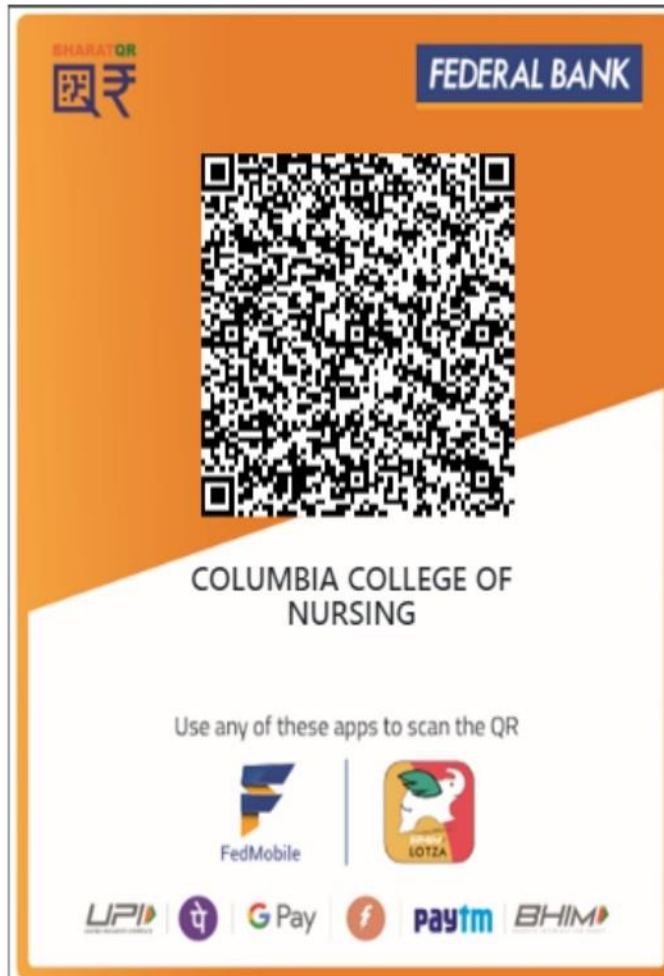 BHARATQR
FEDERAL BANK
COLUMBIA COLLEGE OF
NURSING
Use any of these apps to scan the QR
FedMobile
LOTZA
UPI पे G Pay paytm BHIM